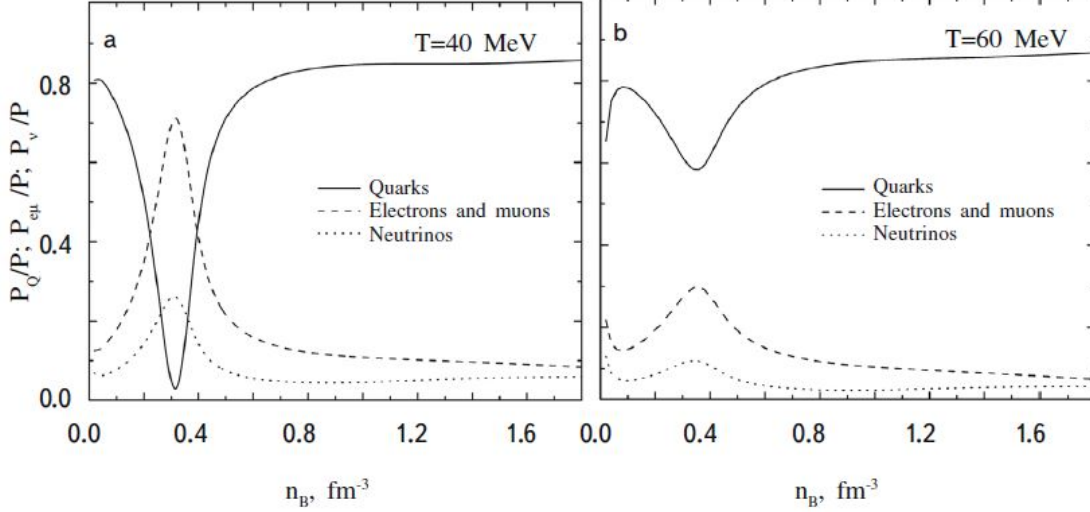 a
T=40 MeV
P_Q/P; P_eμ/P; P_ν/P
0.8
0.4
0.0
Quarks
Electrons and muons
Neutrinos
0.0 0.4 0.8 1.2 1.6
n_B, fm⁻³
b
T=60 MeV
Quarks
Electrons and muons
Neutrinos
0.0 0.4 0.8 1.2 1.6
n_B, fm⁻³